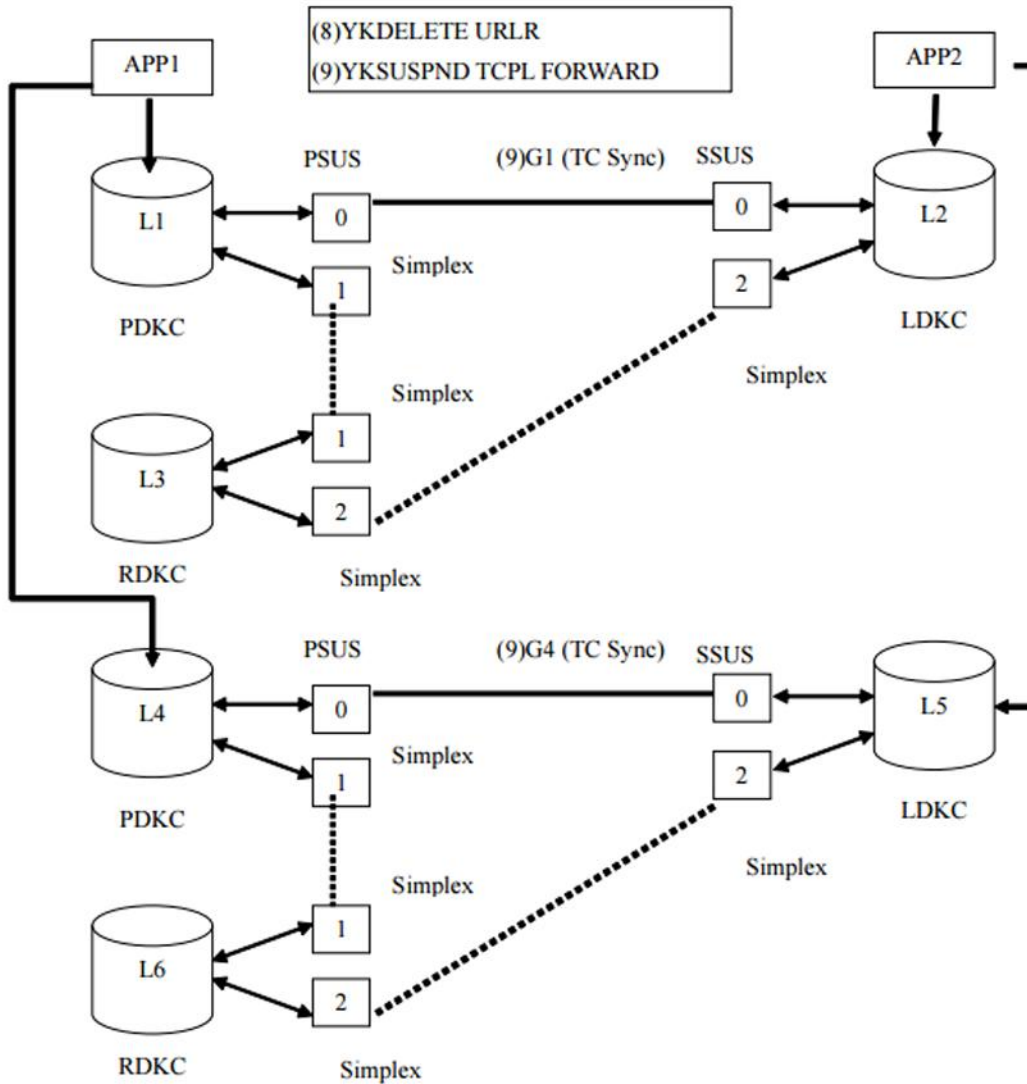 (8)YKDELETE URLR
(9)YKSUSPND TCPL FORWARD
APP1
APP2
PSUS
(9)G1 (TC Sync)
SSUS
L1
0
0
L2
Simplex
1
2
PDKC
LDKC
Simplex
Simplex
1
L3
2
RDKC
Simplex
PSUS
(9)G4 (TC Sync)
SSUS
L4
0
0
L5
Simplex
1
2
PDKC
LDKC
Simplex
Simplex
1
L6
2
RDKC
Simplex